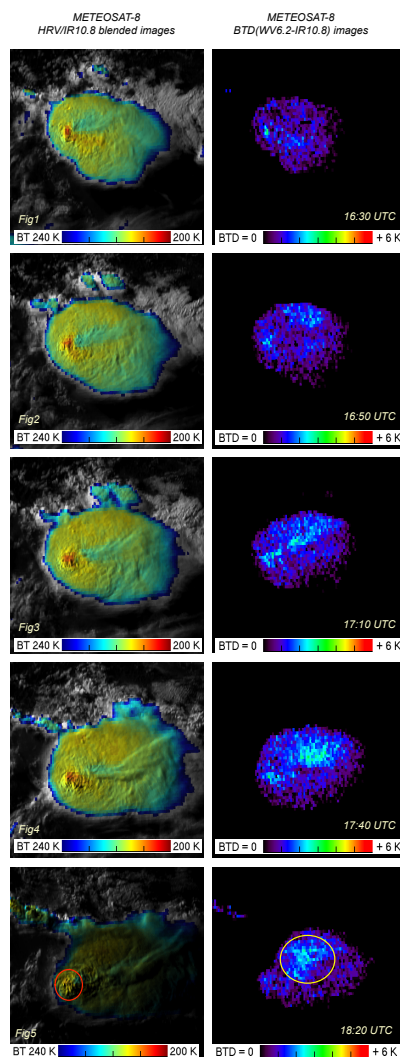 METEOSAT-8
HRV/IR10.8 blended images
METEOSAT-8
BTD(WV6.2-IR10.8) images
Fig1
16:30 UTC
BT 240 K 200 K
BTD = 0 + 6 K
Fig2
16:50 UTC
BT 240 K 200 K
BTD = 0 + 6 K
Fig3
17:10 UTC
BT 240 K 200 K
BTD = 0 + 6 K
Fig4
17:40 UTC
BT 240 K 200 K
BTD = 0 + 6 K
Fig5
18:20 UTC
BT 240 K 200 K
BTD = 0 + 6 K